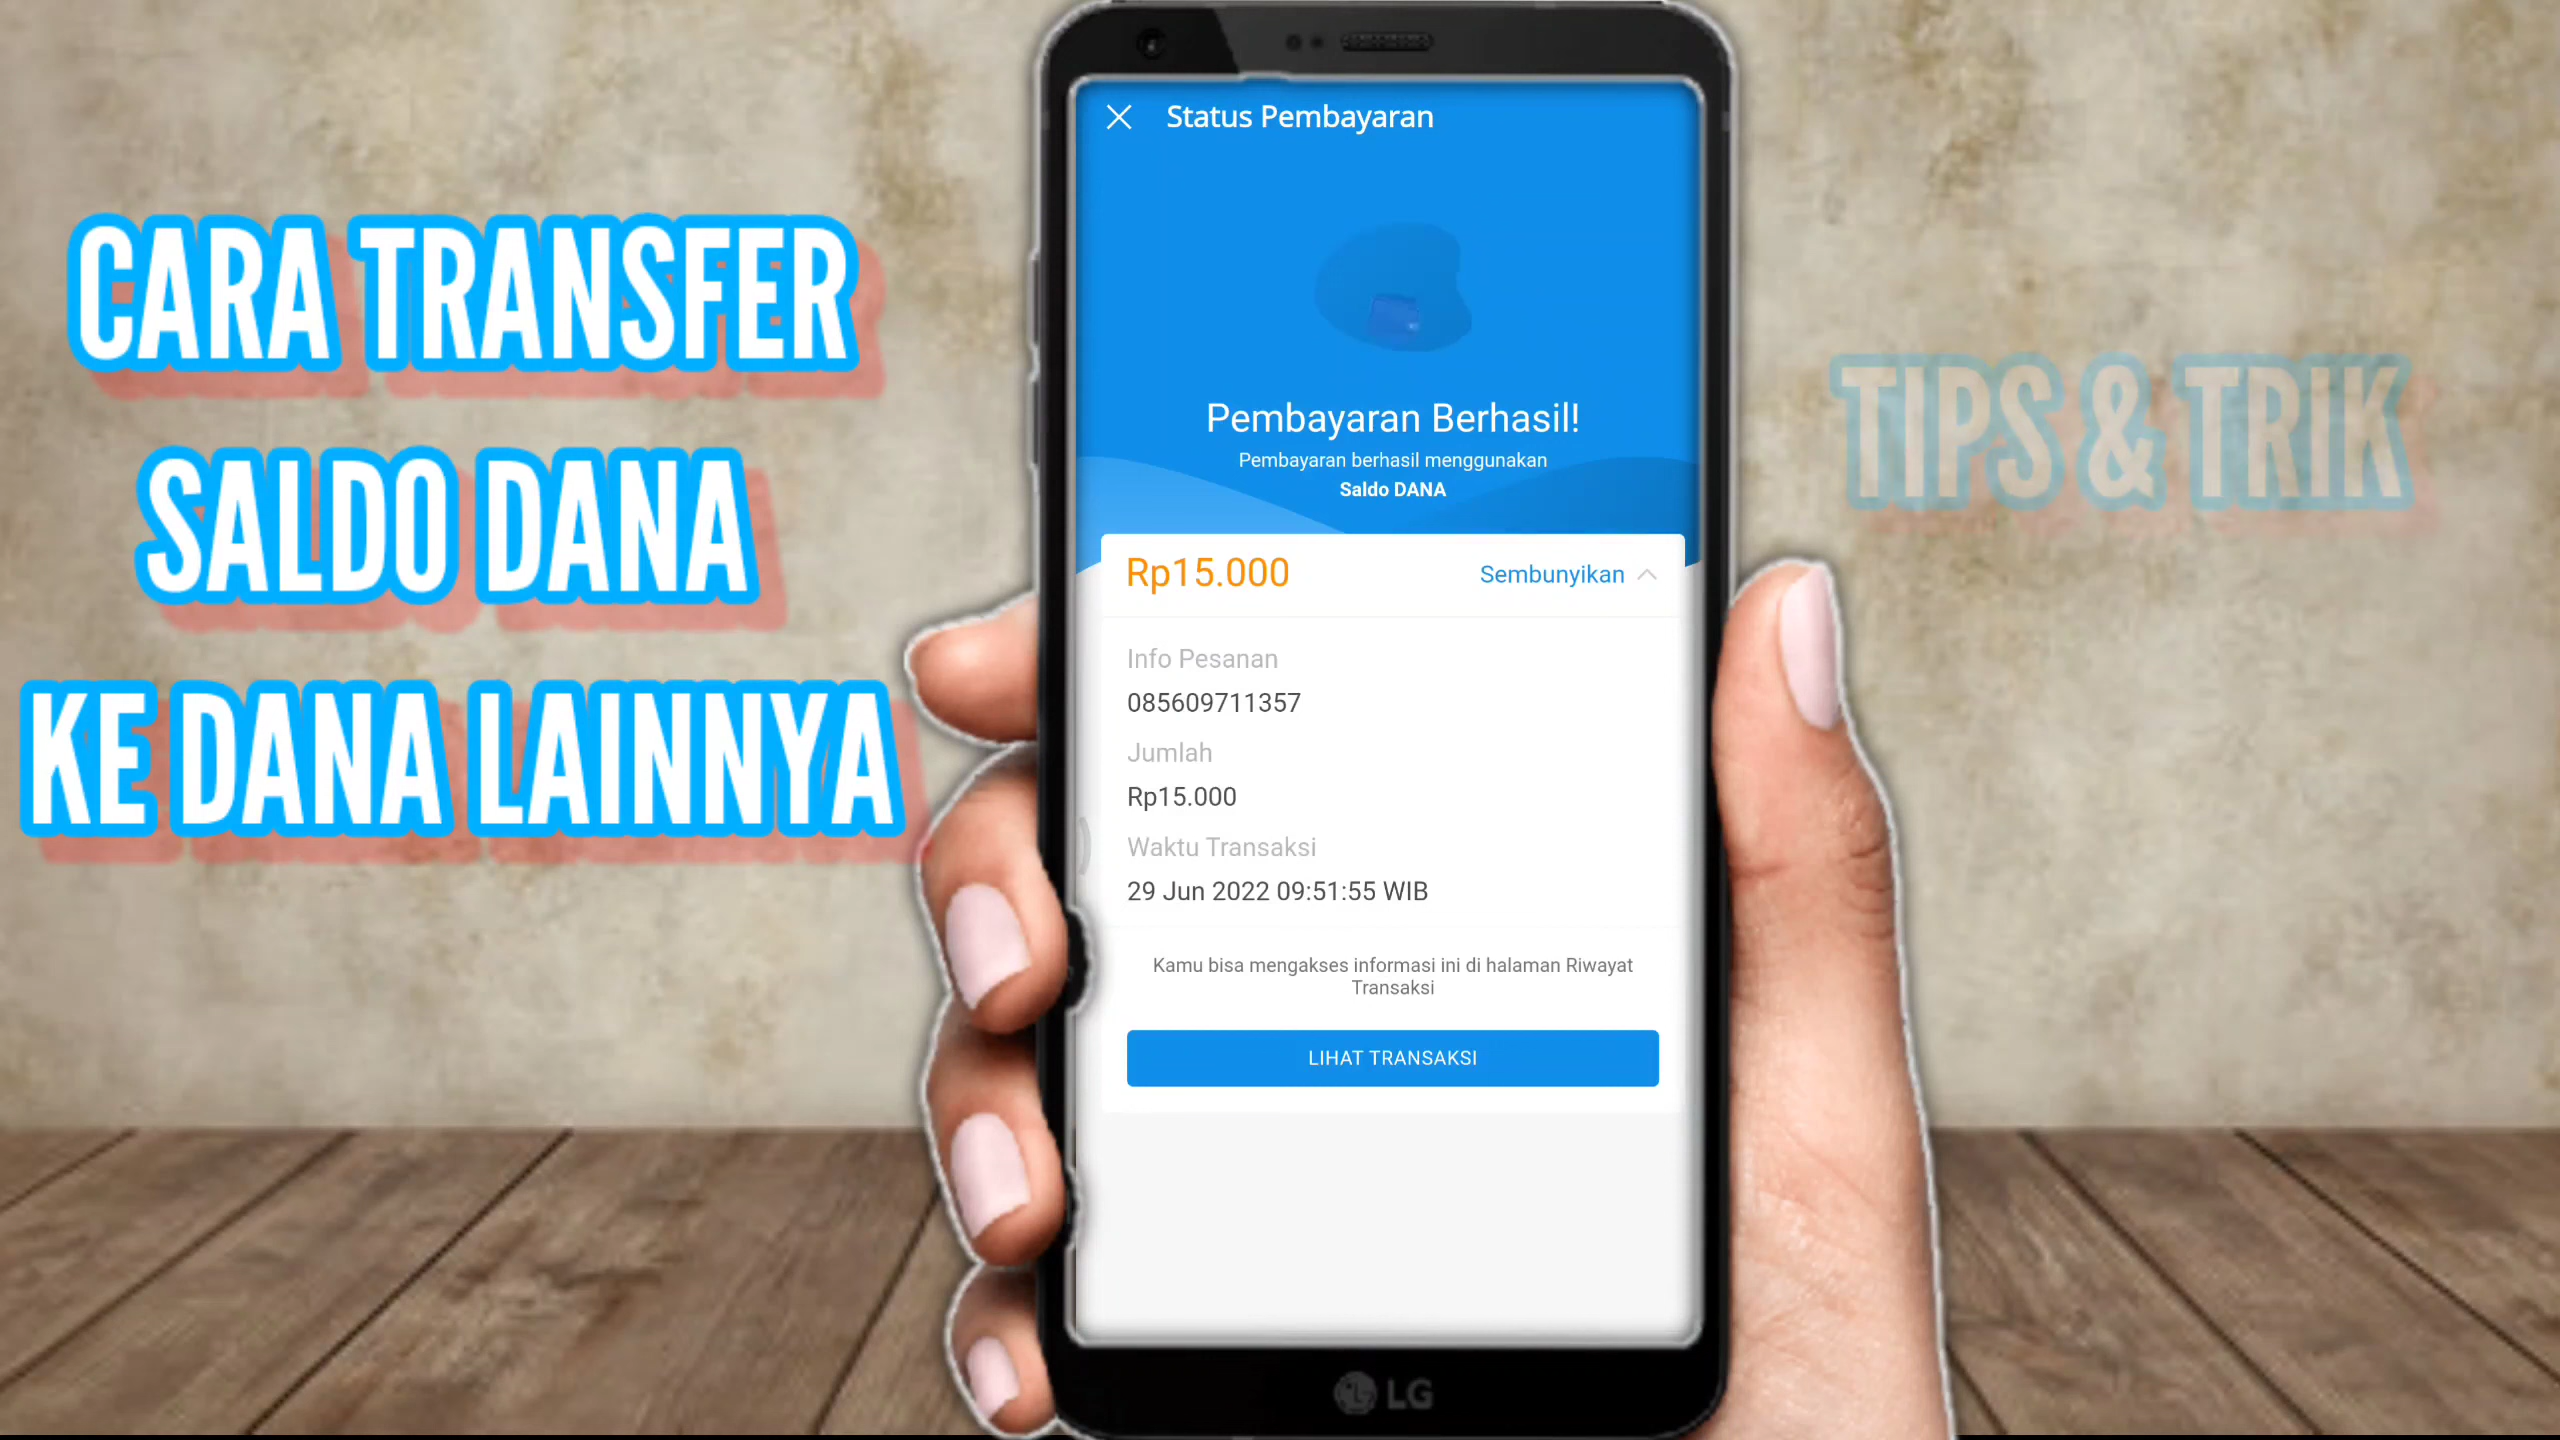 CARA TRANSFER
SALDO DANA
KE DANA LAINNYA
Status Pembayaran
Pembayaran Berhasil!
Pembayaran berhasil menggunakan
Saldo DANA
Rp15.000 Sembunyikan
Info Pesanan
085609711357
Jumlah
Rp15.000
Waktu Transaksi
29 Jun 2022 09:51:55 WIB
Kamu bisa mengakses informasi ini di halaman Riwayat
Transaksi
LIHAT TRANSAKSI
LG
TIPS & TRIK